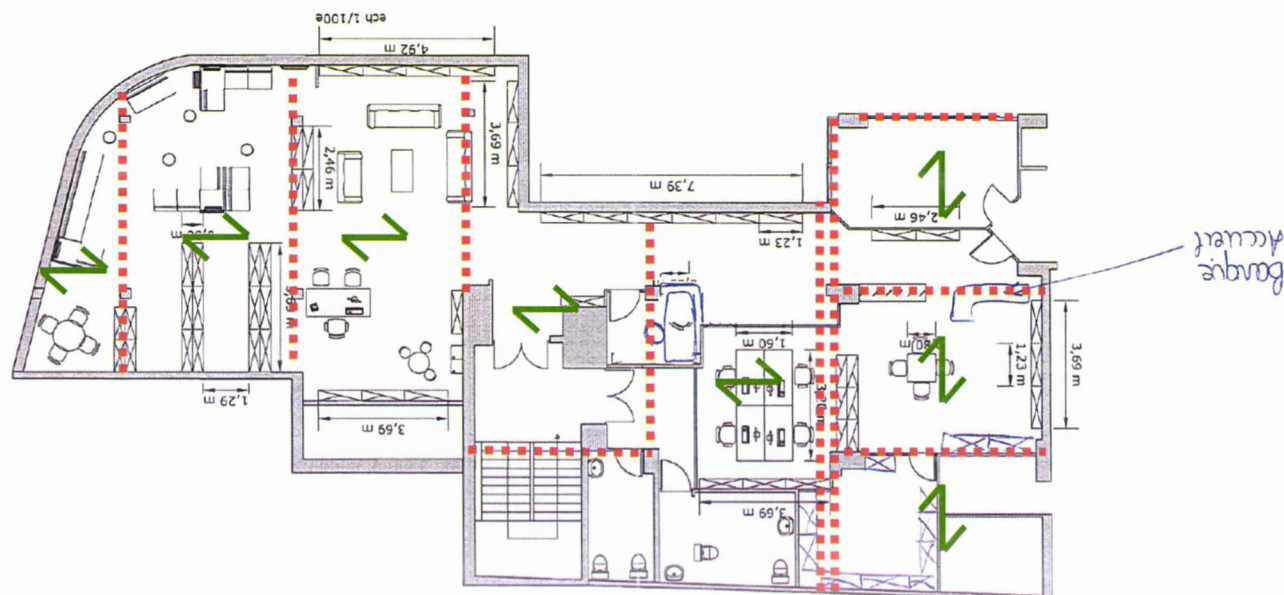 ech 1/100e
4,92 m
3,69 m
2,46 m
7,39 m
1,23 m
2,46 m
Banque
Accueil
1,29 m
3,69 m
1,60 m
1,23 m
3,69 m
3,69 m